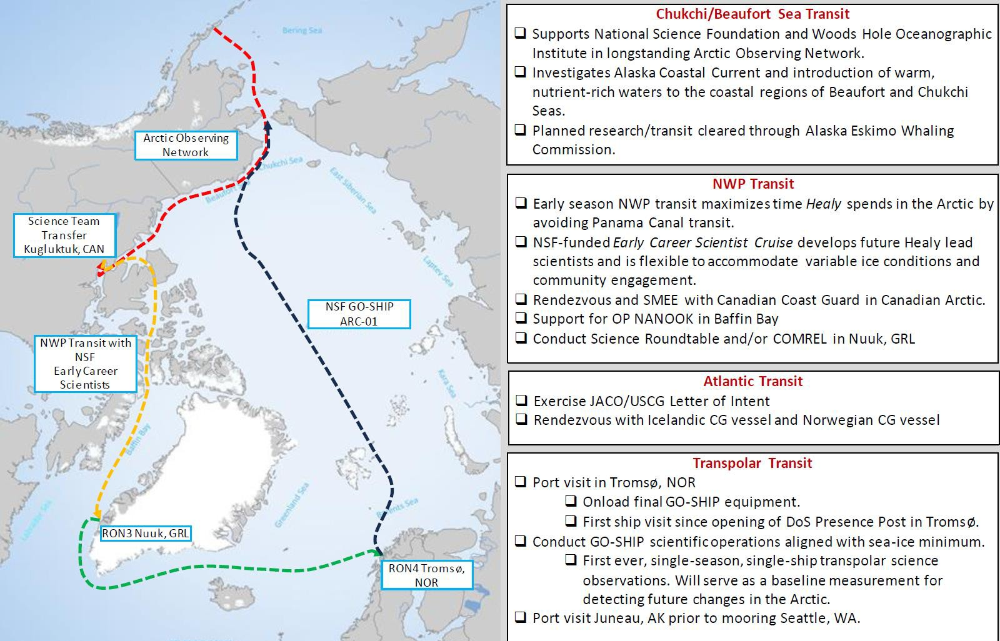 Bering Sea
Arctic Observing
Network
Chukchi Sea
East Siberian Sea
Beaufort Sea
Science Team
Transfer
Kugluktuk, CAN
Laptev Sea
NSF GO-SHIP
ARC-01
NWP Transit with
NSF
Early Career
Scientists
Kara Sea
Baffin Bay
Greenland Sea
Barents Sea
Labrador Sea
RON3 Nuuk, GRL
RON4 Tromsø,
NOR
Chukchi/Beaufort Sea Transit
❑ Supports National Science Foundation and Woods Hole Oceanographic
Institute in longstanding Arctic Observing Network.
❑ Investigates Alaska Coastal Current and introduction of warm,
nutrient-rich waters to the coastal regions of Beaufort and Chukchi
Seas.
❑ Planned research/transit cleared through Alaska Eskimo Whaling
Commission.
NWP Transit
❑ Early season NWP transit maximizes time Healy spends in the Arctic by
avoiding Panama Canal transit.
❑ NSF-funded Early Career Scientist Cruise develops future Healy lead
scientists and is flexible to accommodate variable ice conditions and
community engagement.
❑ Rendezvous and SMEE with Canadian Coast Guard in Canadian Arctic.
❑ Support for OP NANOOK in Baffin Bay
❑ Conduct Science Roundtable and/or COMREL in Nuuk, GRL
Atlantic Transit
❑ Exercise JACO/USCG Letter of Intent
❑ Rendezvous with Icelandic CG vessel and Norwegian CG vessel
Transpolar Transit
❑ Port visit in Tromsø, NOR
❑ Onload final GO-SHIP equipment.
❑ First ship visit since opening of DoS Presence Post in Tromsø.
❑ Conduct GO-SHIP scientific operations aligned with sea-ice minimum.
❑ First ever, single-season, single-ship transpolar science
observations. Will serve as a baseline measurement for
detecting future changes in the Arctic.
❑ Port visit Juneau, AK prior to mooring Seattle, WA.